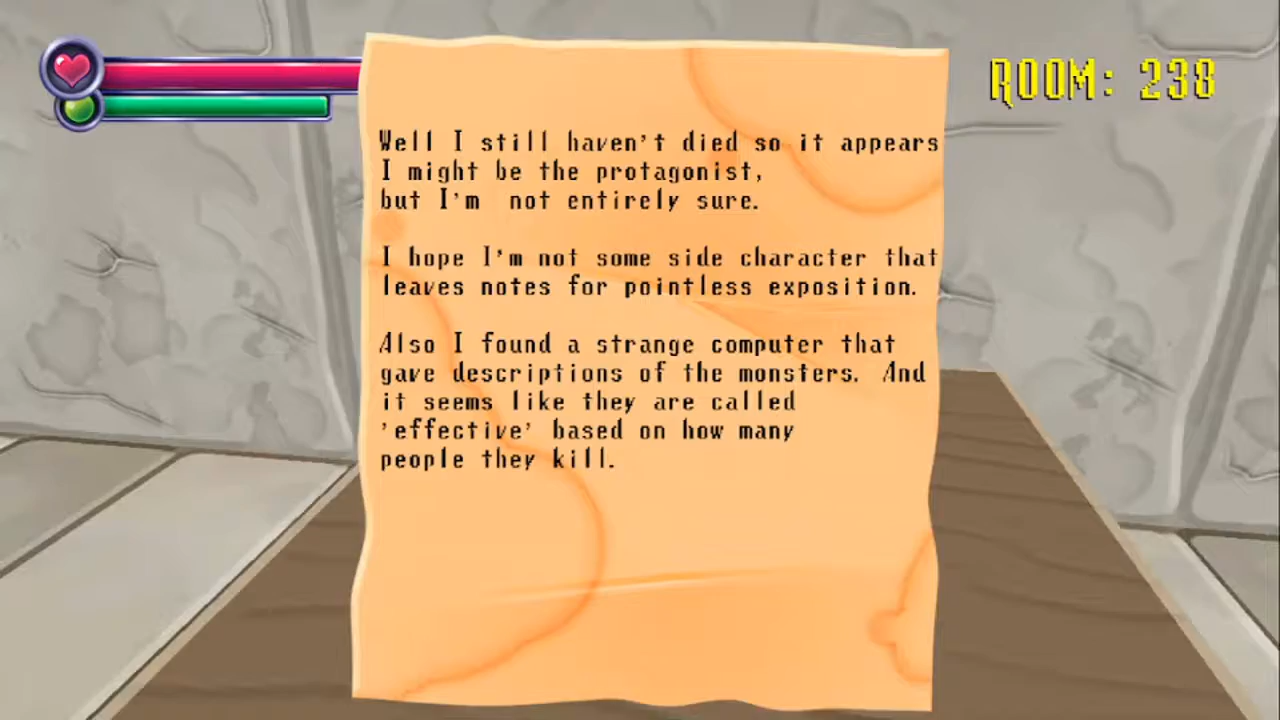 ROOM: 238
Well I still haven't died so it appears
I might be the protagonist,
but I'm not entirely sure.
I hope I'm not some side character that
leaves notes for pointless exposition.
Also I found a strange computer that
gave descriptions of the monsters. And
it seems like they are called
'effective' based on how many
people they kill.